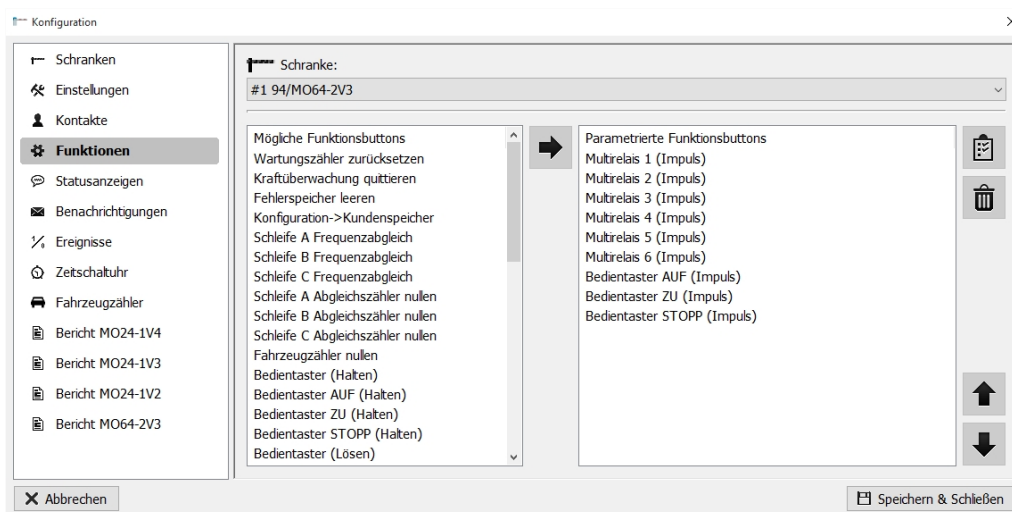 Konfiguration
Schranken
Einstellungen
Kontakte
Funktionen
Statusanzeigen
Benachrichtigungen
Ereignisse
Zeitschaltuhr
Fahrzeugzähler
Bericht MO24-1V4
Bericht MO24-1V3
Bericht MO24-1V2
Bericht MO64-2V3
Schranke:
#1 94/MO64-2V3
Mögliche Funktionsbuttons
Wartungszähler zurücksetzen
Kraftüberwachung quittieren
Fehlerspeicher leeren
Konfiguration->Kundenspeicher
Schleife A Frequenzabgleich
Schleife B Frequenzabgleich
Schleife C Frequenzabgleich
Schleife A Abgleichszähler nullen
Schleife B Abgleichszähler nullen
Schleife C Abgleichszähler nullen
Fahrzeugzähler nullen
Bedientaster (Halten)
Bedientaster AUF (Halten)
Bedientaster ZU (Halten)
Bedientaster STOPP (Halten)
Bedientaster (Lösen)
Parametrierte Funktionsbuttons
Multirelais 1 (Impuls)
Multirelais 2 (Impuls)
Multirelais 3 (Impuls)
Multirelais 4 (Impuls)
Multirelais 5 (Impuls)
Multirelais 6 (Impuls)
Bedientaster AUF (Impuls)
Bedientaster ZU (Impuls)
Bedientaster STOPP (Impuls)
Abbrechen
Speichern & Schließen